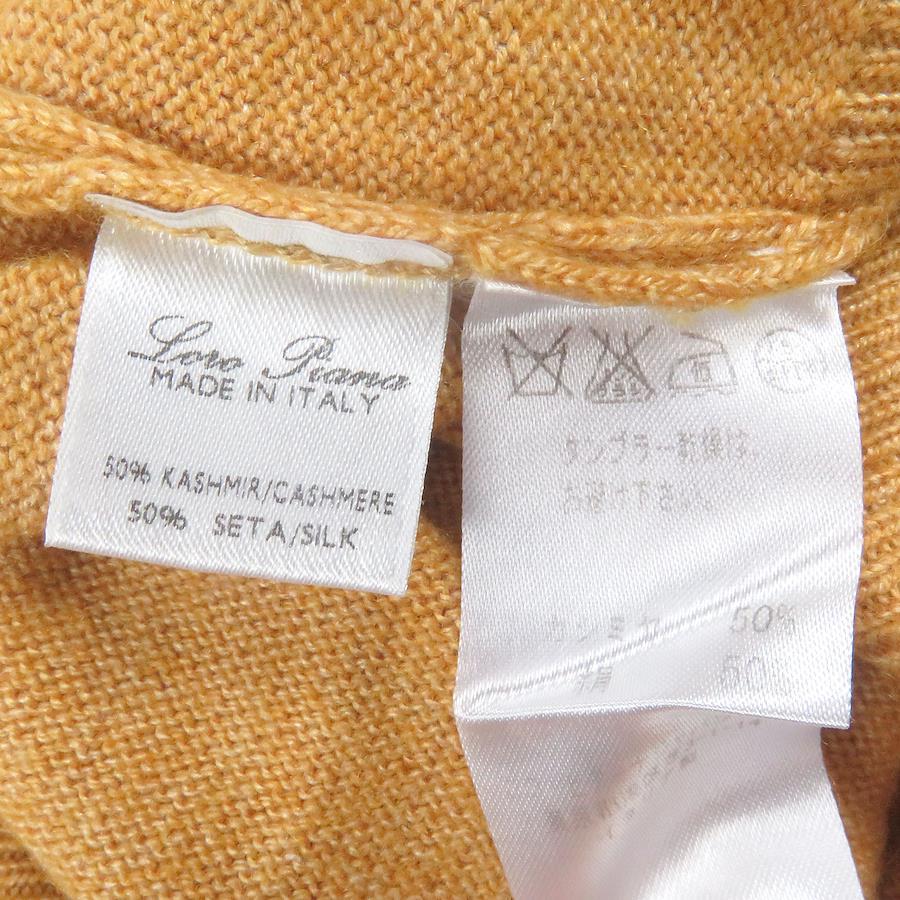 Loro Piana
MADE IN ITALY
50% KASHMIR/CASHMERE
50% SETA/SILK
タンブラー乾燥は
お避け下さい
カシミヤ 50%
絹 50%